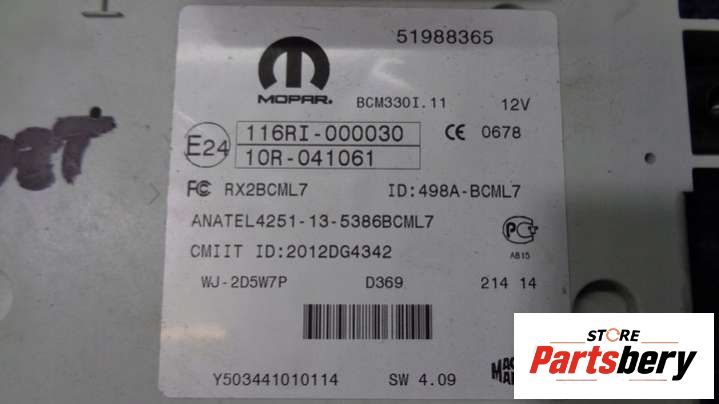 51988365
MOPAR.
BCM330I.11 12V
E24 116RI-000030 CE 0678
10R-041061
FC RX2BCML7 ID:498A-BCML7
ANATEL4251-13-5386BCML7
CMIIT ID:2012DG4342
AB15
WJ-2D5W7P D369 214 14
Y503441010114 SW 4.09
STORE
Partsbery